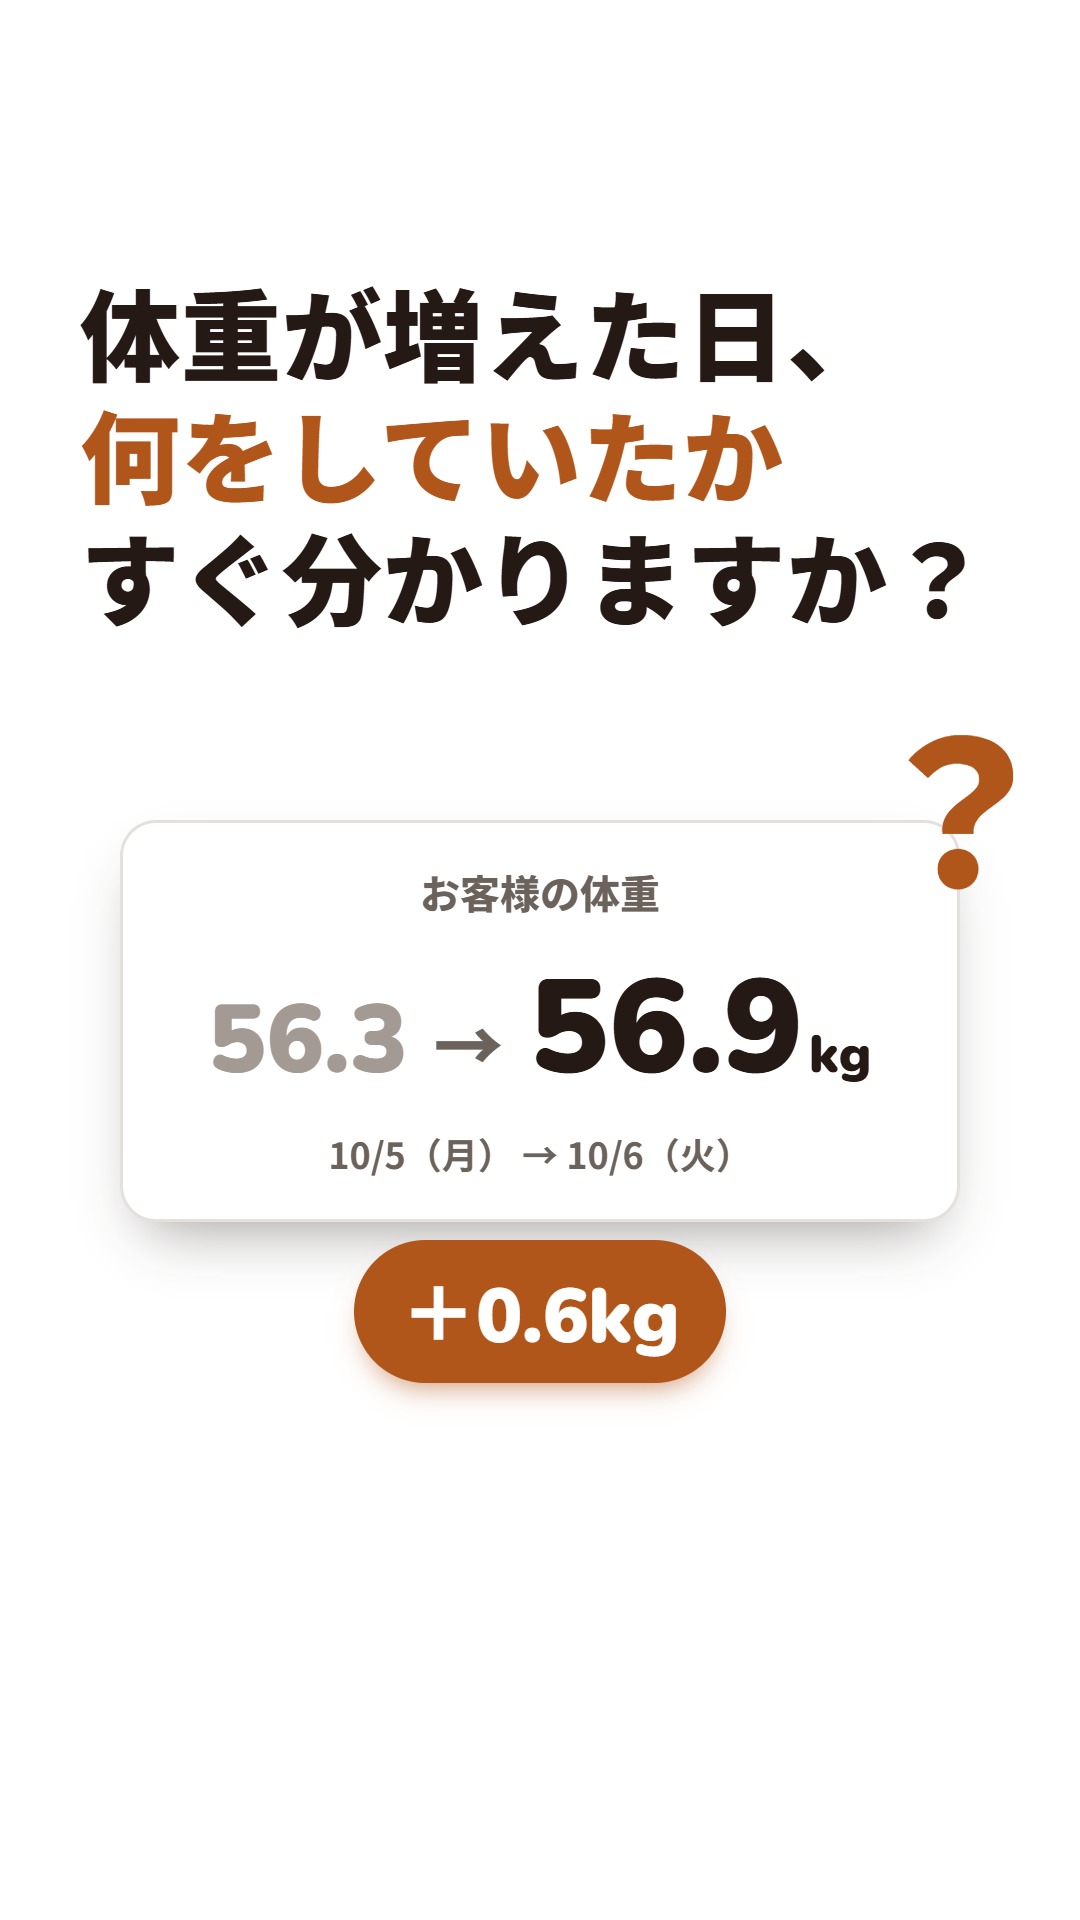 体重が増えた日、
何をしていたか
すぐ分かりますか？
?
お客様の体重
56.3 → 56.9 kg
10/5（月） → 10/6（火）
＋0.6kg